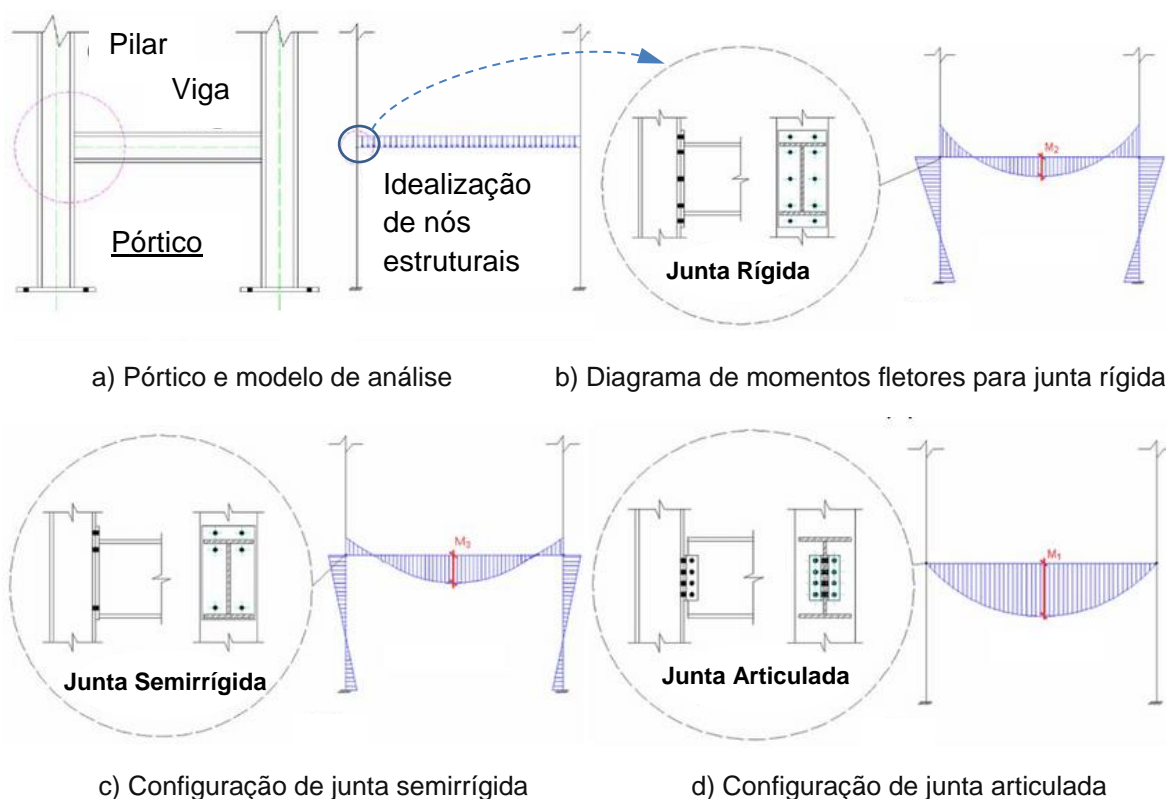 Pilar
Viga
Pórtico
Idealização
de nós
estruturais
Junta Rígida
M₂
a) Pórtico e modelo de análise
b) Diagrama de momentos fletores para junta rígida
Junta Semirrígida
M₃
Junta Articulada
M₁
c) Configuração de junta semirrígida
d) Configuração de junta articulada